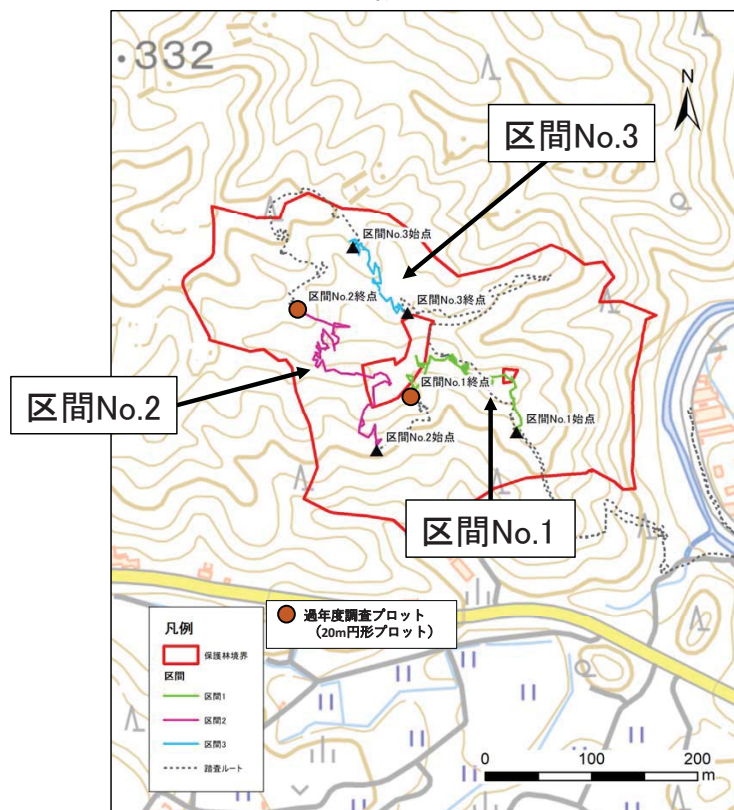 ・332
N
区間No.3
区間No.3始点
区間No.2終点
区間No.3終点
区間No.2
区間No.1終点
区間No.1始点
区間No.2始点
区間No.1
過年度調査プロット
（20m円形プロット）
凡例
保護林境界
区間
区間1
区間2
区間3
踏査ルート
0 100 200
m